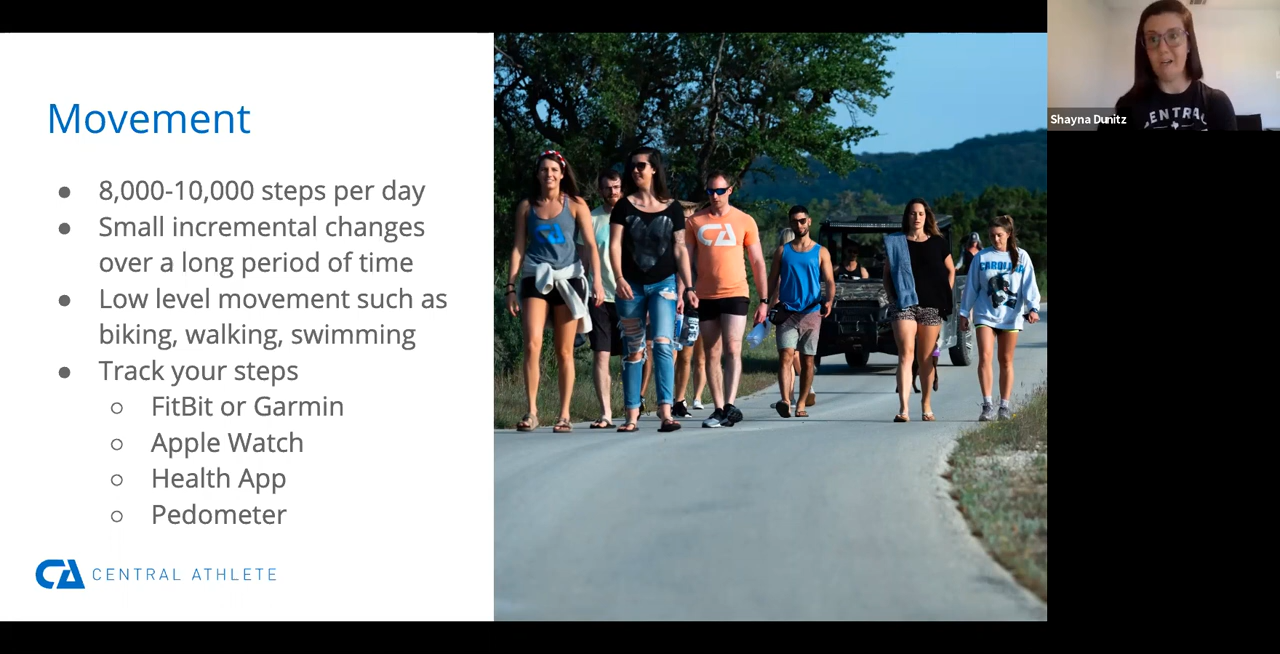 Movement
● 8,000-10,000 steps per day
● Small incremental changes
over a long period of time
● Low level movement such as
biking, walking, swimming
● Track your steps
○ FitBit or Garmin
○ Apple Watch
○ Health App
○ Pedometer
CA CENTRAL ATHLETE
CA
CA
CAROLINA
Shayna Dunitz
CENTRAL